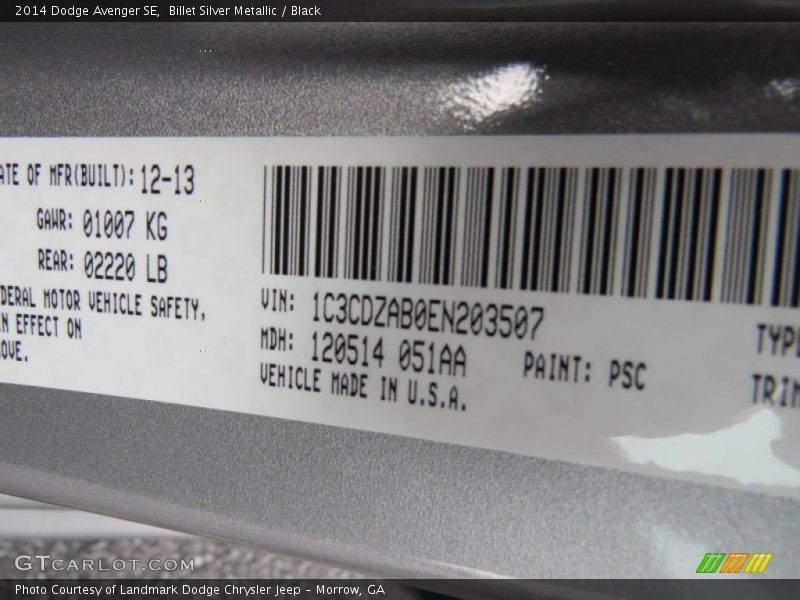 2014 Dodge Avenger SE,  Billet Silver Metallic / Black
ATE OF MFR(BUILT): 12-13
GAWR: 01007 KG
REAR: 02220 LB
DERAL MOTOR VEHICLE SAFETY,
N EFFECT ON
OVE.
VIN: 1C3CDZAB0EN203507
MDH: 120514 051AA
PAINT: PSC
VEHICLE MADE IN U.S.A.
TYPE
TRIM
GTCARLOT.COM
Photo Courtesy of Landmark Dodge Chrysler Jeep – Morrow, GA